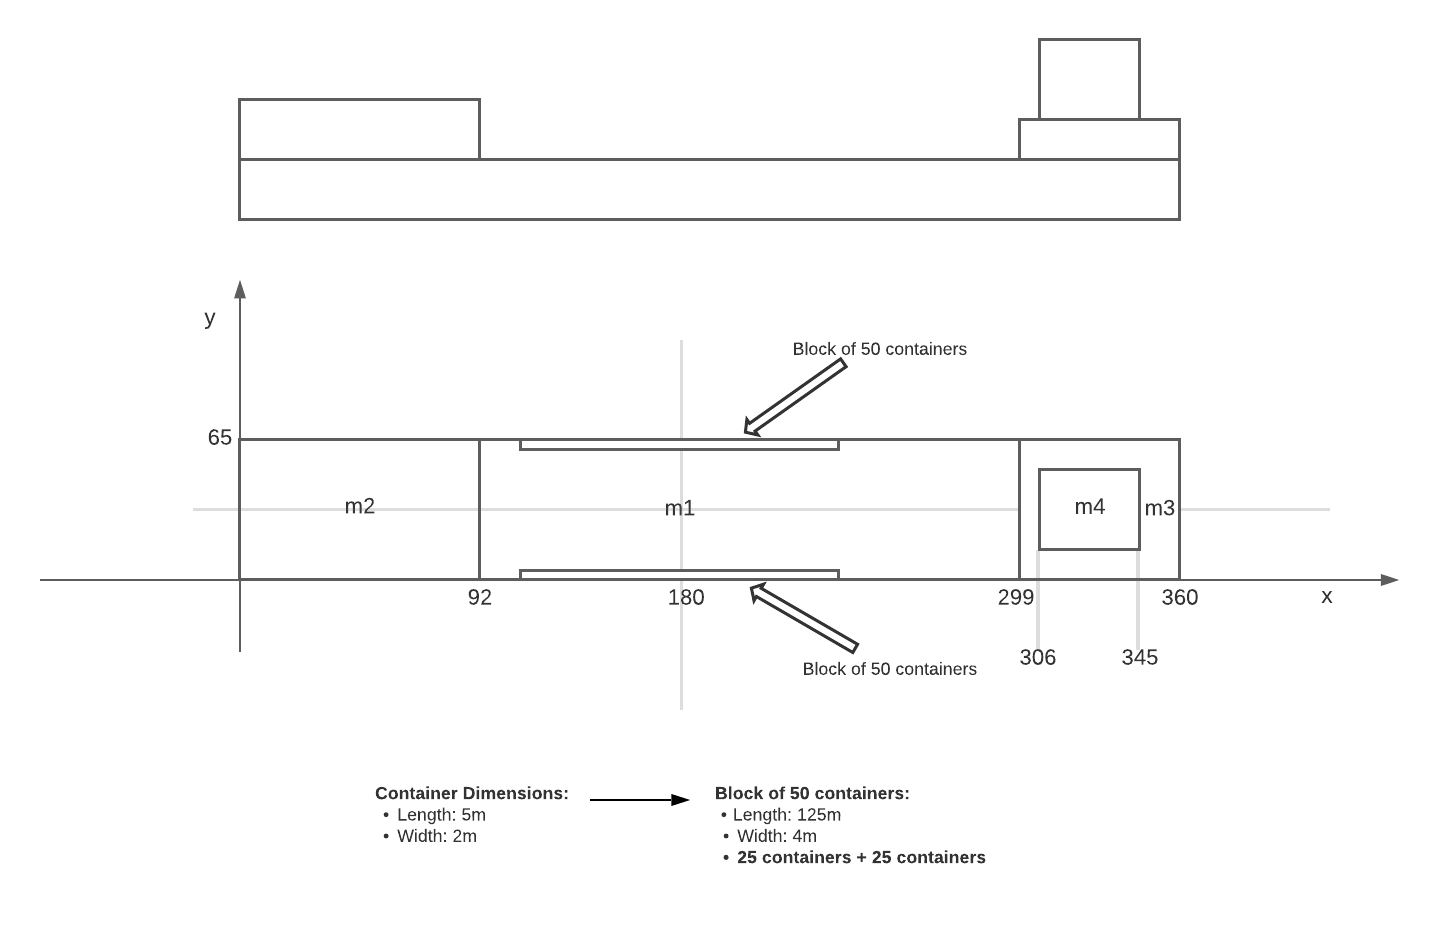 y
Block of 50 containers
65
m2
m1
m4
m3
92
180
299
360
x
306
345
Block of 50 containers
Container Dimensions:
• Length: 5m
• Width: 2m
Block of 50 containers:
• Length: 125m
• Width: 4m
• 25 containers + 25 containers